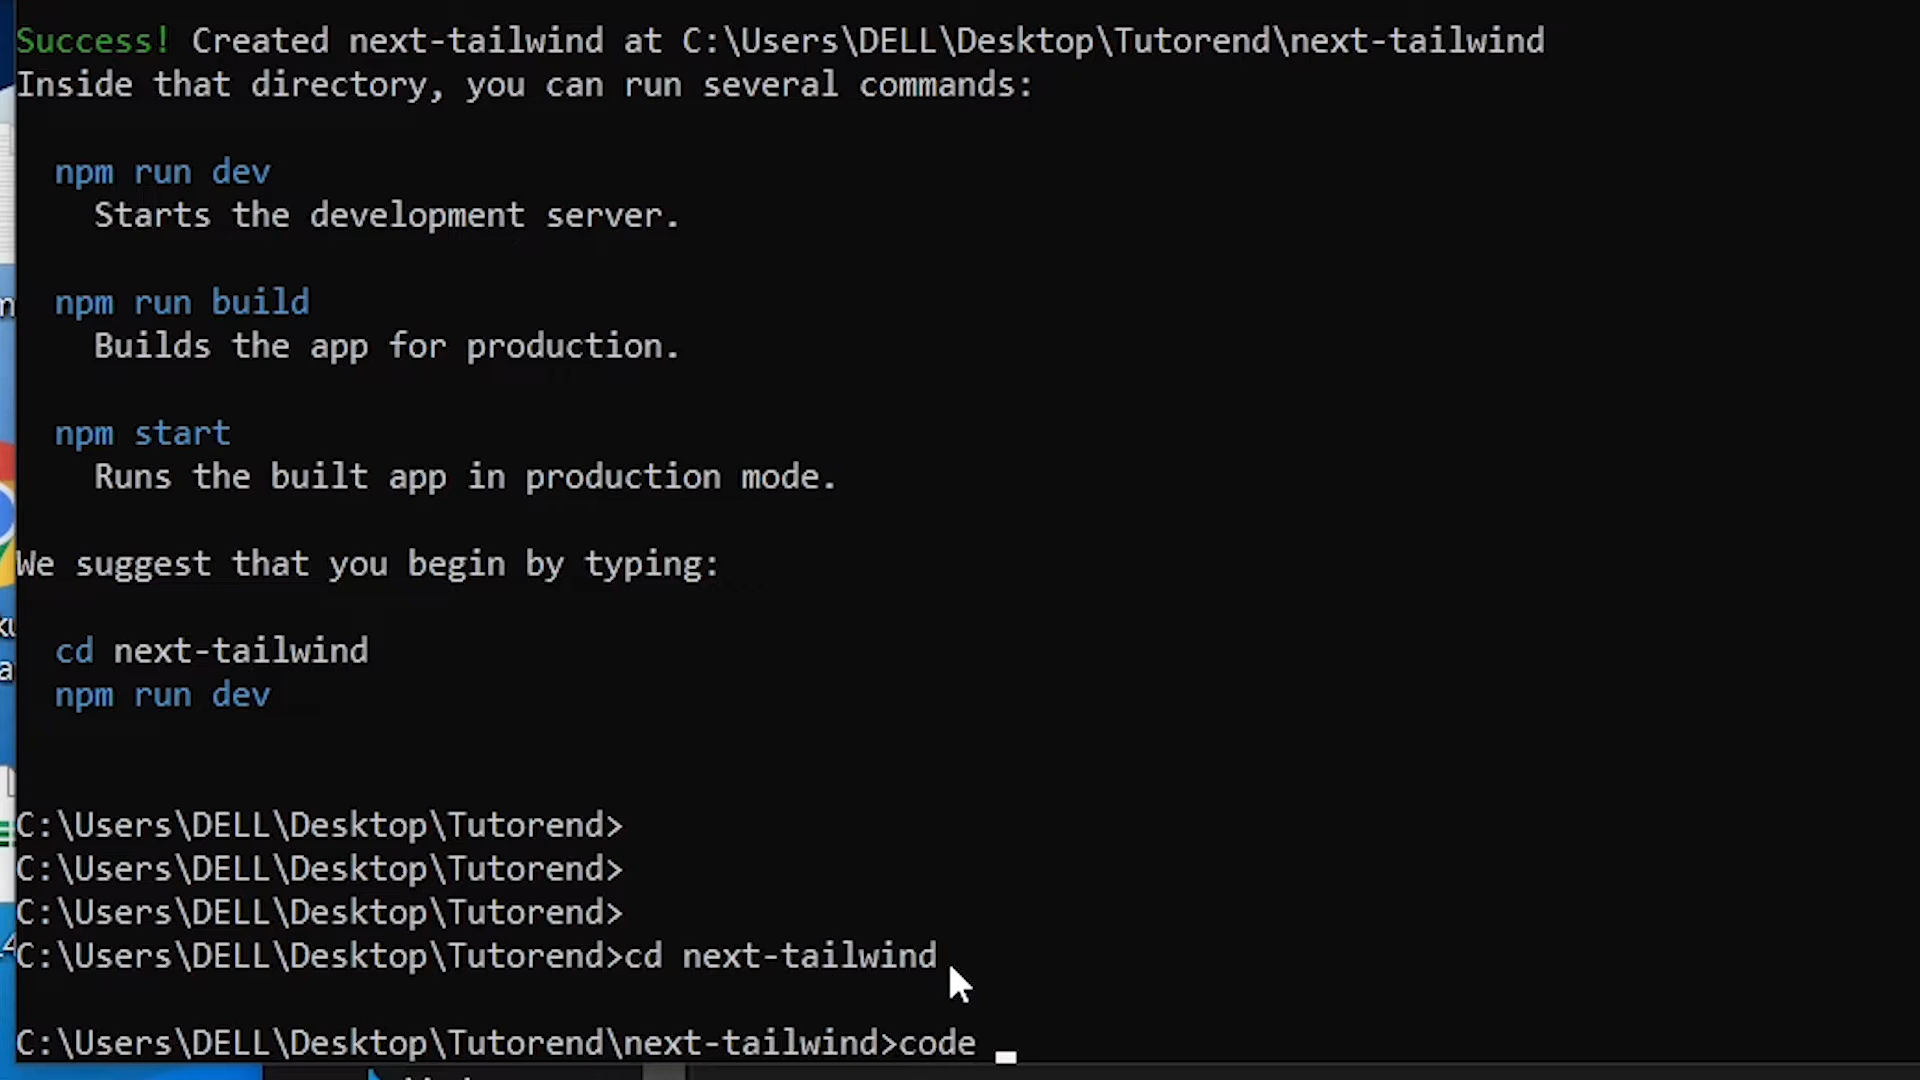 Success! Created next-tailwind at C:\Users\DELL\Desktop\Tutorend\next-tailwind
Inside that directory, you can run several commands:
npm run dev
Starts the development server.
npm run build
Builds the app for production.
npm start
Runs the built app in production mode.
We suggest that you begin by typing:
cd next-tailwind
npm run dev
C:\Users\DELL\Desktop\Tutorend>
C:\Users\DELL\Desktop\Tutorend>
C:\Users\DELL\Desktop\Tutorend>
C:\Users\DELL\Desktop\Tutorend>cd next-tailwind
C:\Users\DELL\Desktop\Tutorend\next-tailwind>code